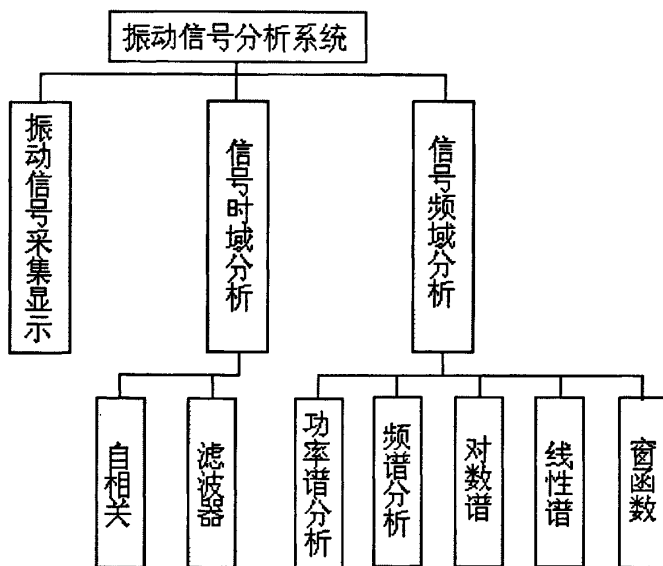 振动信号分析系统
振动信号采集显示
信号时域分析
信号频域分析
自相关
滤波器
功率谱分析
频谱分析
对数谱
线性谱
窗函数